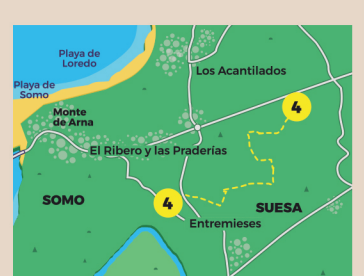 Playa de
Loredo
Los Acantilados
Playa de
Somo
4
Monte
de Arna
El Ribero y las Praderías
SOMO
4
SUESA
Entremieses